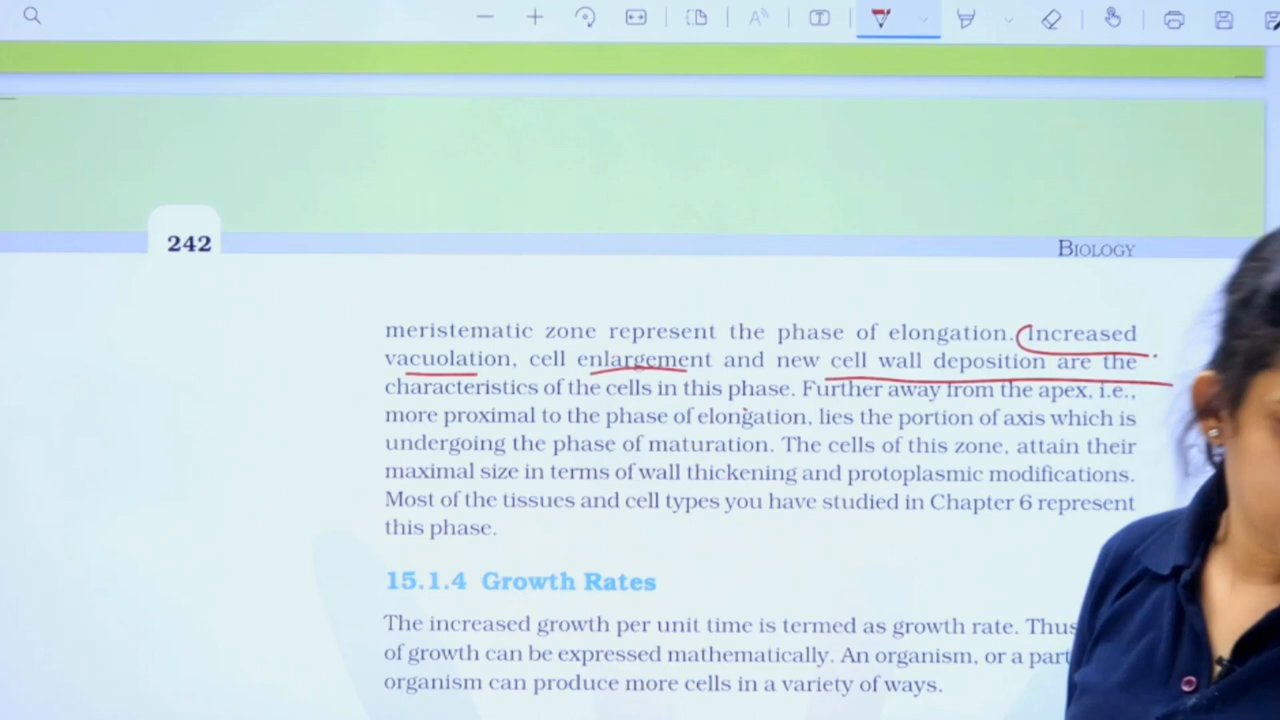 242
BIOLOGY
meristematic zone represent the phase of elongation. Increased
vacuolation, cell enlargement and new cell wall deposition are the
characteristics of the cells in this phase. Further away from the apex, i.e.,
more proximal to the phase of elongation, lies the portion of axis which is
undergoing the phase of maturation. The cells of this zone, attain their
maximal size in terms of wall thickening and protoplasmic modifications.
Most of the tissues and cell types you have studied in Chapter 6 represent
this phase.
15.1.4 Growth Rates
The increased growth per unit time is termed as growth rate. Thus
of growth can be expressed mathematically. An organism, or a part
organism can produce more cells in a variety of ways.